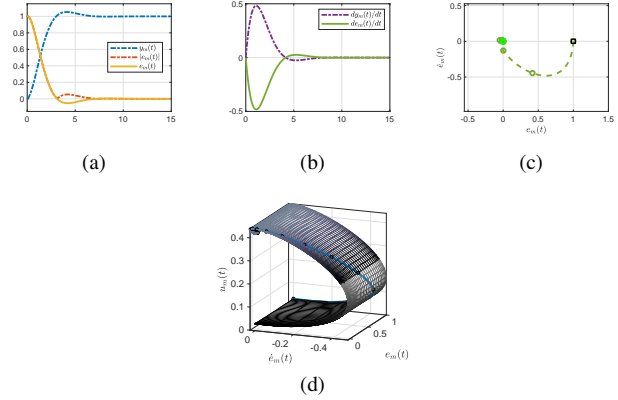 1
0.8
0.6
0.4
0.2
0
0 5 10 15
y_m(t)
|e_m(t)|
e_m(t)
(a)
0.5
0
-0.5
0 5 10 15
dy_m(t)/dt
de_m(t)/dt
(b)
0
-0.5
-0.5 0 0.5 1 1.5
ė_m(t)
e_m(t)
(c)
0.4
0.3
0.2
0.1
0
u_m(t)
0 -0.2 -0.4
ė_m(t)
0 0.5 1
e_m(t)
(d)